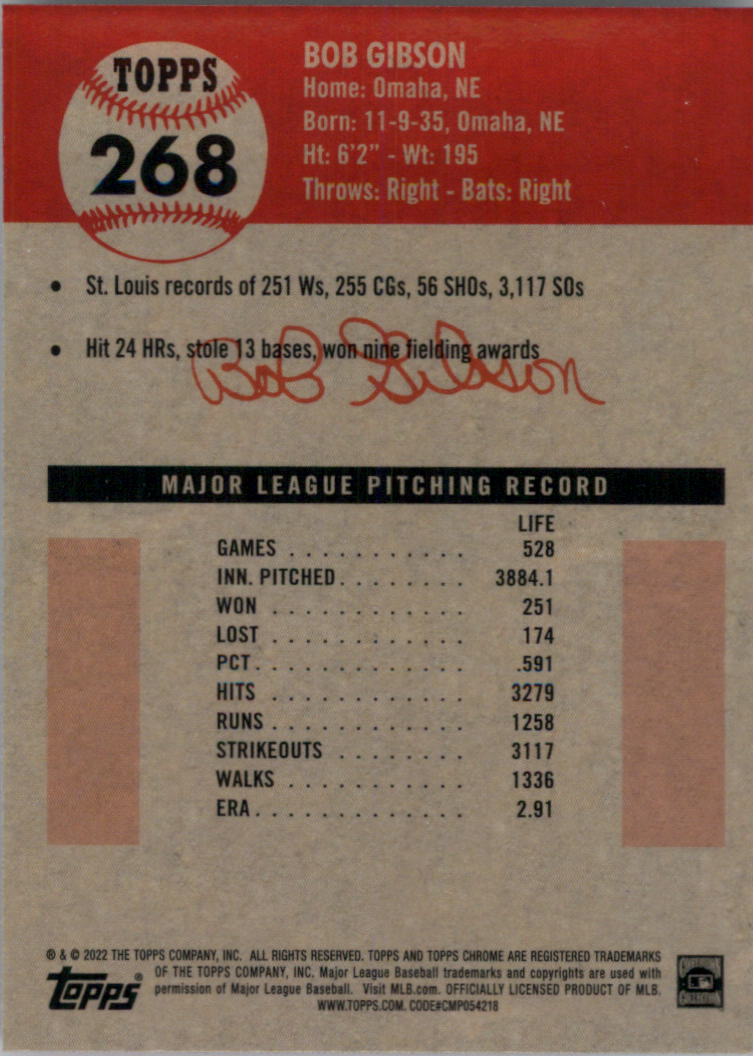 TOPPS
268
BOB GIBSON
Home: Omaha, NE
Born: 11-9-35, Omaha, NE
Ht: 6'2" - Wt: 195
Throws: Right - Bats: Right
• St. Louis records of 251 Ws, 255 CGs, 56 SHOs, 3,117 SOs
• Hit 24 HRs, stole 13 bases, won nine fielding awards
Bob Gibson
MAJOR LEAGUE PITCHING RECORD
LIFE
GAMES . . . . . . . . . . . . 528
INN. PITCHED . . . . . . . . 3884.1
WON . . . . . . . . . . . . . 251
LOST . . . . . . . . . . . . . 174
PCT. . . . . . . . . . . . . . .591
HITS . . . . . . . . . . . . . 3279
RUNS . . . . . . . . . . . . 1258
STRIKEOUTS . . . . . . . . 3117
WALKS . . . . . . . . . . . . 1336
ERA . . . . . . . . . . . . . . 2.91
® & © 2022 THE TOPPS COMPANY, INC. ALL RIGHTS RESERVED. TOPPS AND TOPPS CHROME ARE REGISTERED TRADEMARKS
OF THE TOPPS COMPANY, INC. Major League Baseball trademarks and copyrights are used with
permission of Major League Baseball. Visit MLB.com. OFFICIALLY LICENSED PRODUCT OF MLB.
WWW.TOPPS.COM. CODE#CMP054218
topps®